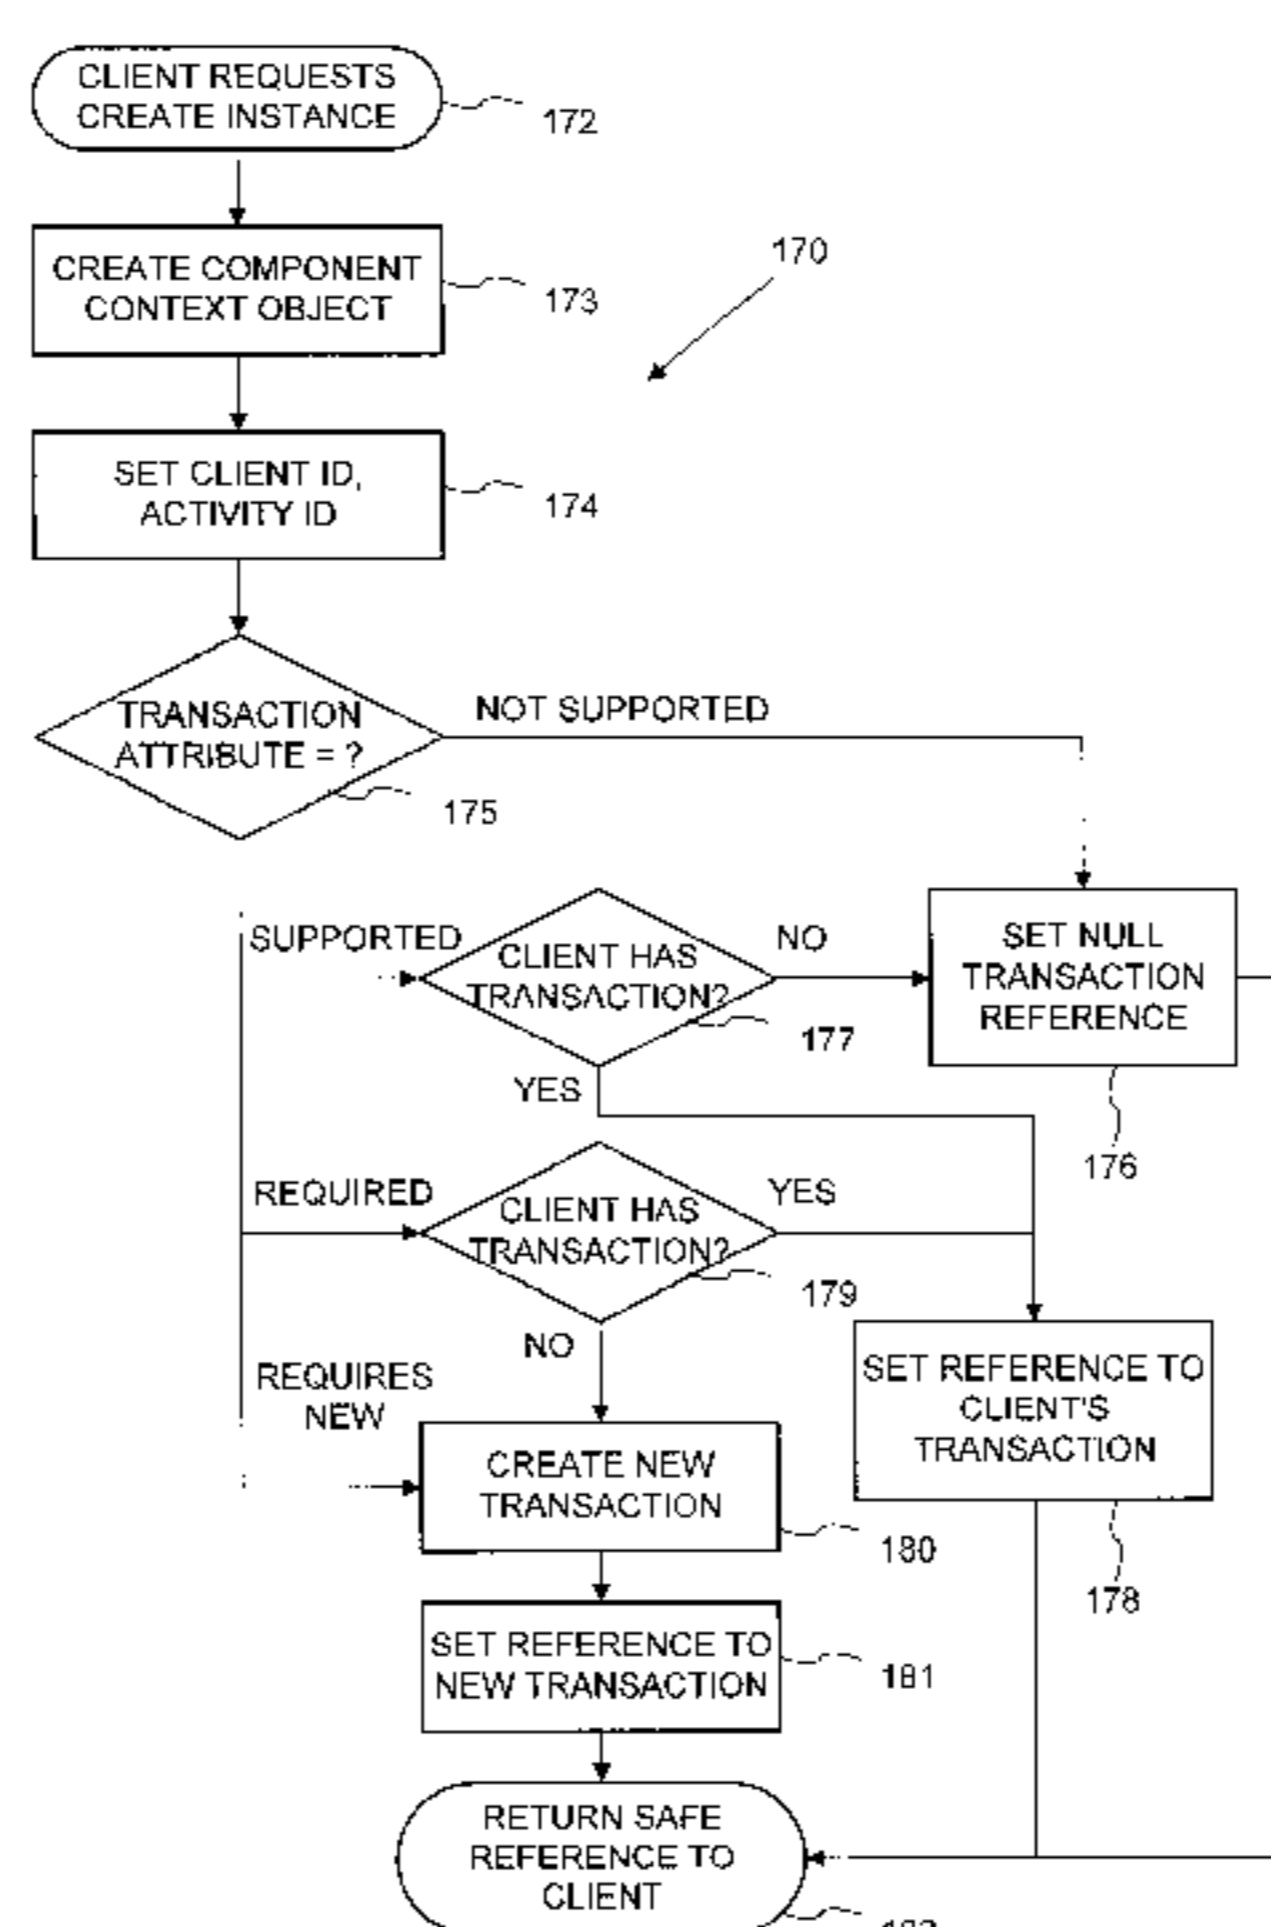 CLIENT REQUESTS
CREATE INSTANCE
172
CREATE COMPONENT
CONTEXT OBJECT
173
170
SET CLIENT ID,
ACTIVITY ID
174
TRANSACTION
ATTRIBUTE = ?
175
NOT SUPPORTED
SUPPORTED
CLIENT HAS
TRANSACTION?
177
NO
SET NULL
TRANSACTION
REFERENCE
176
YES
REQUIRED
CLIENT HAS
TRANSACTION?
179
YES
NO
SET REFERENCE TO
CLIENT'S
TRANSACTION
178
REQUIRES
NEW
CREATE NEW
TRANSACTION
180
SET REFERENCE TO
NEW TRANSACTION
181
RETURN SAFE
REFERENCE TO
CLIENT